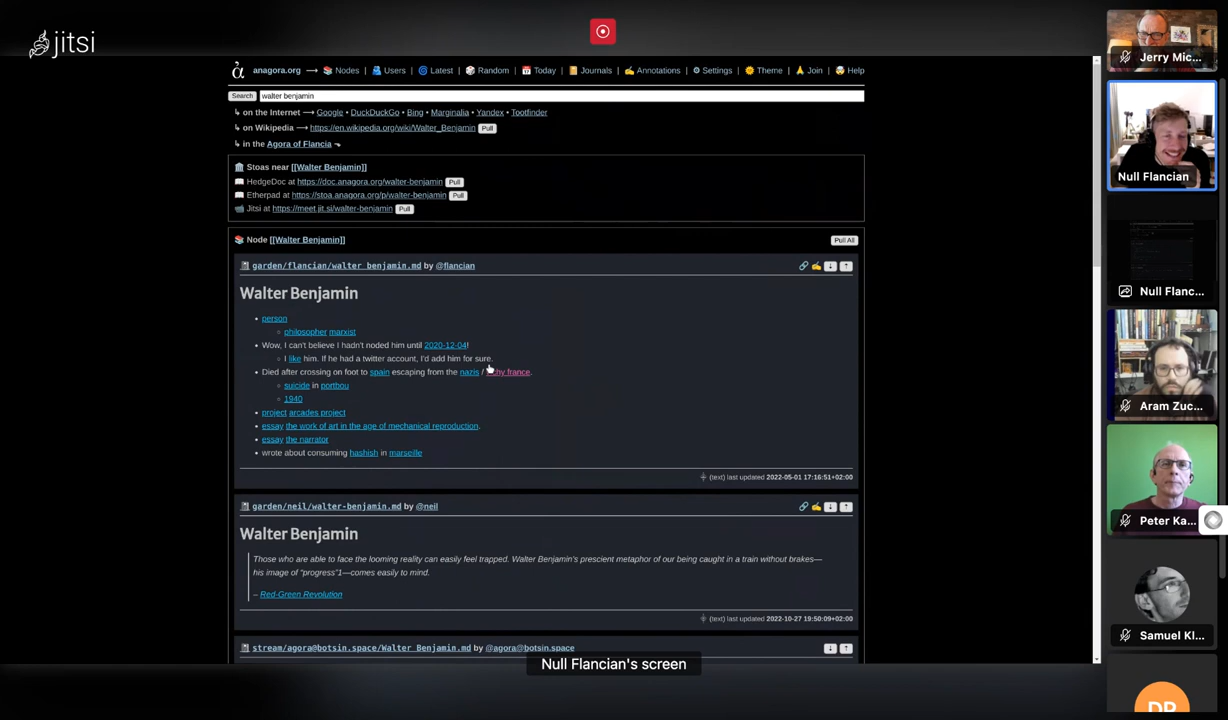 jitsi
anagora.org ⟶ Nodes Users Latest Random Today Journals Annotations Settings Theme Join Help
Search walter benjamin
↳ on the Internet ⟶ Google • DuckDuckGo • Bing • Marginalia • Yandex • Tootfinder
↳ on Wikipedia ⟶ https://en.wikipedia.org/wiki/Walter_Benjamin Pull
↳ in the Agora of Flancia
Stoas near [[Walter Benjamin]]
HedgeDoc at https://doc.anagora.org/walter-benjamin Pull
Etherpad at https://stoa.anagora.org/p/walter-benjamin Pull
Jitsi at https://meet.jit.si/walter-benjamin Pull
Node [[Walter Benjamin]] Pull All
garden/flancian/walter benjamin.md by @flancian
Walter Benjamin
• person
◦ philosopher marxist
• Wow, I can't believe I hadn't noded him until 2020-12-04!
◦ I like him. If he had a twitter account, I'd add him for sure.
• Died after crossing on foot to spain escaping from the nazis / chy france.
◦ suicide in portbou
◦ 1940
• project arcades project
• essay the work of art in the age of mechanical reproduction.
• essay the narrator
• wrote about consuming hashish in marseille
(text) last updated 2022-05-01 17:16:51+02:00
garden/neil/walter-benjamin.md by @neil
Walter Benjamin
Those who are able to face the looming reality can easily feel trapped. Walter Benjamin's prescient metaphor of our being caught in a train without brakes—
his image of "progress"1—comes easily to mind.
– Red-Green Revolution
(text) last updated 2022-10-27 19:50:09+02:00
stream/agora@botsin.space/Walter Benjamin.md by @agora@botsin.space
Null Flancian's screen
Jerry Mic...
Null Flancian
Null Flanc...
Aram Zuc...
Peter Ka...
Samuel Kl...
DR